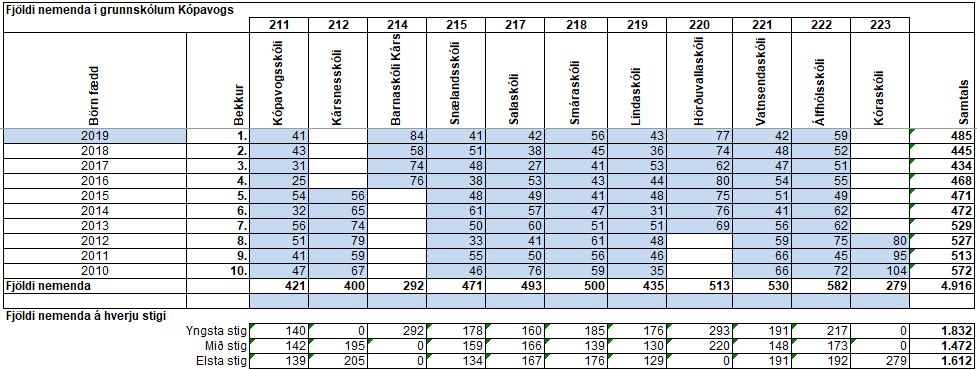 Fjöldi nemenda í grunnskólum Kópavogs
211 212 214 215 217 218 219 220 221 222 223
Börn fædd Bekkur Kópavogsskóli Kársnesskóli Barnaskóli Kárs Snælandsskóli Salaskóli Smáraskóli Lindaskóli Hörðuvallaskóli Vatnsendaskóli Álfhólsskóli Kóraskóli Samtals
2019 1. 41 84 41 42 56 43 77 42 59 485
2018 2. 43 58 51 38 45 36 74 48 52 445
2017 3. 31 74 48 27 41 53 62 47 51 434
2016 4. 25 76 38 53 43 44 80 54 55 468
2015 5. 54 56 48 49 41 48 75 51 49 471
2014 6. 32 65 61 57 47 31 76 41 62 472
2013 7. 56 74 50 60 51 51 69 56 62 529
2012 8. 51 79 33 41 61 48 59 75 80 527
2011 9. 41 59 55 50 56 46 66 45 95 513
2010 10. 47 67 46 76 59 35 66 72 104 572
Fjöldi nemenda 421 400 292 471 493 500 435 513 530 582 279 4.916
Fjöldi nemenda á hverju stigi
Yngsta stig 140 0 292 178 160 185 176 293 191 217 0 1.832
Mið stig 142 195 0 159 166 139 130 220 148 173 0 1.472
Elsta stig 139 205 0 134 167 176 129 0 191 192 279 1.612